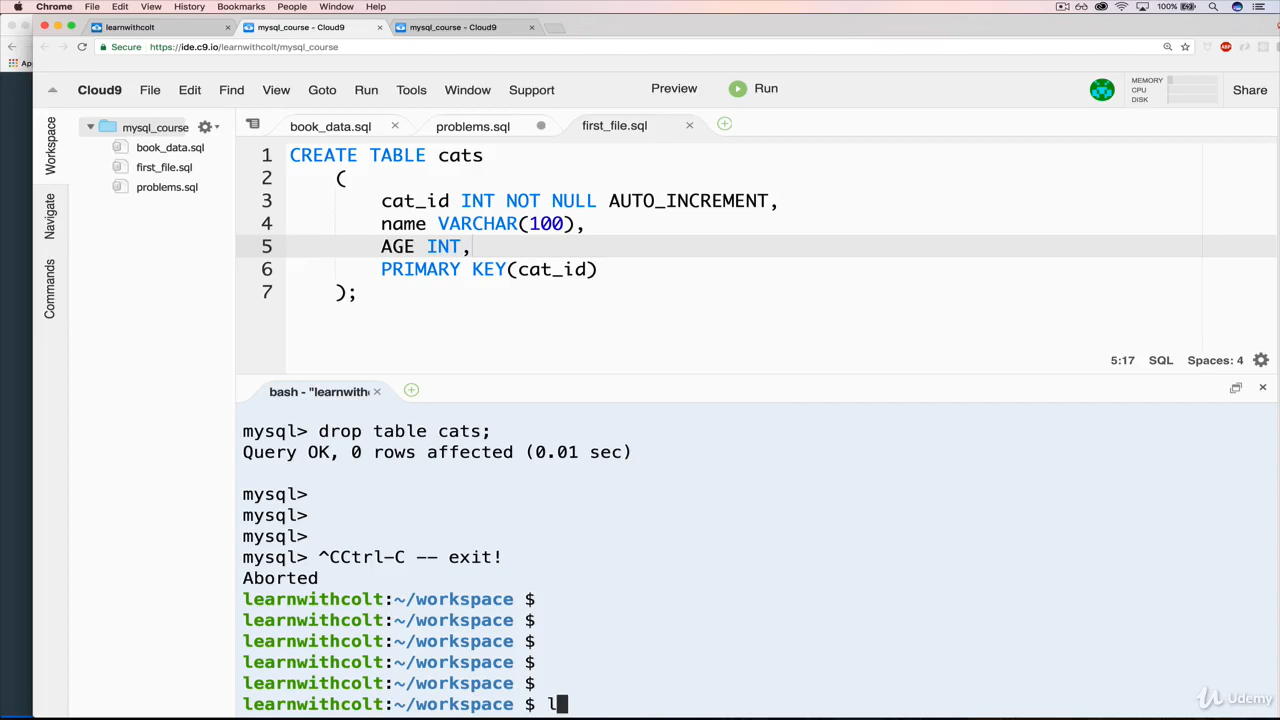 Chrome File Edit View History Bookmarks People Window Help 100%
learnwithcolt × mysql_course - Cloud9 × mysql_course - Cloud9 ×
Secure https://ide.c9.io/learnwithcolt/mysql_course
Ap
Cloud9 File Edit Find View Goto Run Tools Window Support Preview Run MEMORY CPU DISK Share
Workspace
Navigate
Commands
mysql_course
book_data.sql
first_file.sql
problems.sql
book_data.sql × problems.sql first_file.sql ×
1 CREATE TABLE cats
2 (
3 cat_id INT NOT NULL AUTO_INCREMENT,
4 name VARCHAR(100),
5 AGE INT,
6 PRIMARY KEY(cat_id)
7 );
5:17 SQL Spaces: 4
bash - "learnwith ×
mysql> drop table cats;
Query OK, 0 rows affected (0.01 sec)
mysql>
mysql>
mysql>
mysql> ^CCtrl-C -- exit!
Aborted
learnwithcolt:~/workspace $
learnwithcolt:~/workspace $
learnwithcolt:~/workspace $
learnwithcolt:~/workspace $
learnwithcolt:~/workspace $
learnwithcolt:~/workspace $ l
Udemy